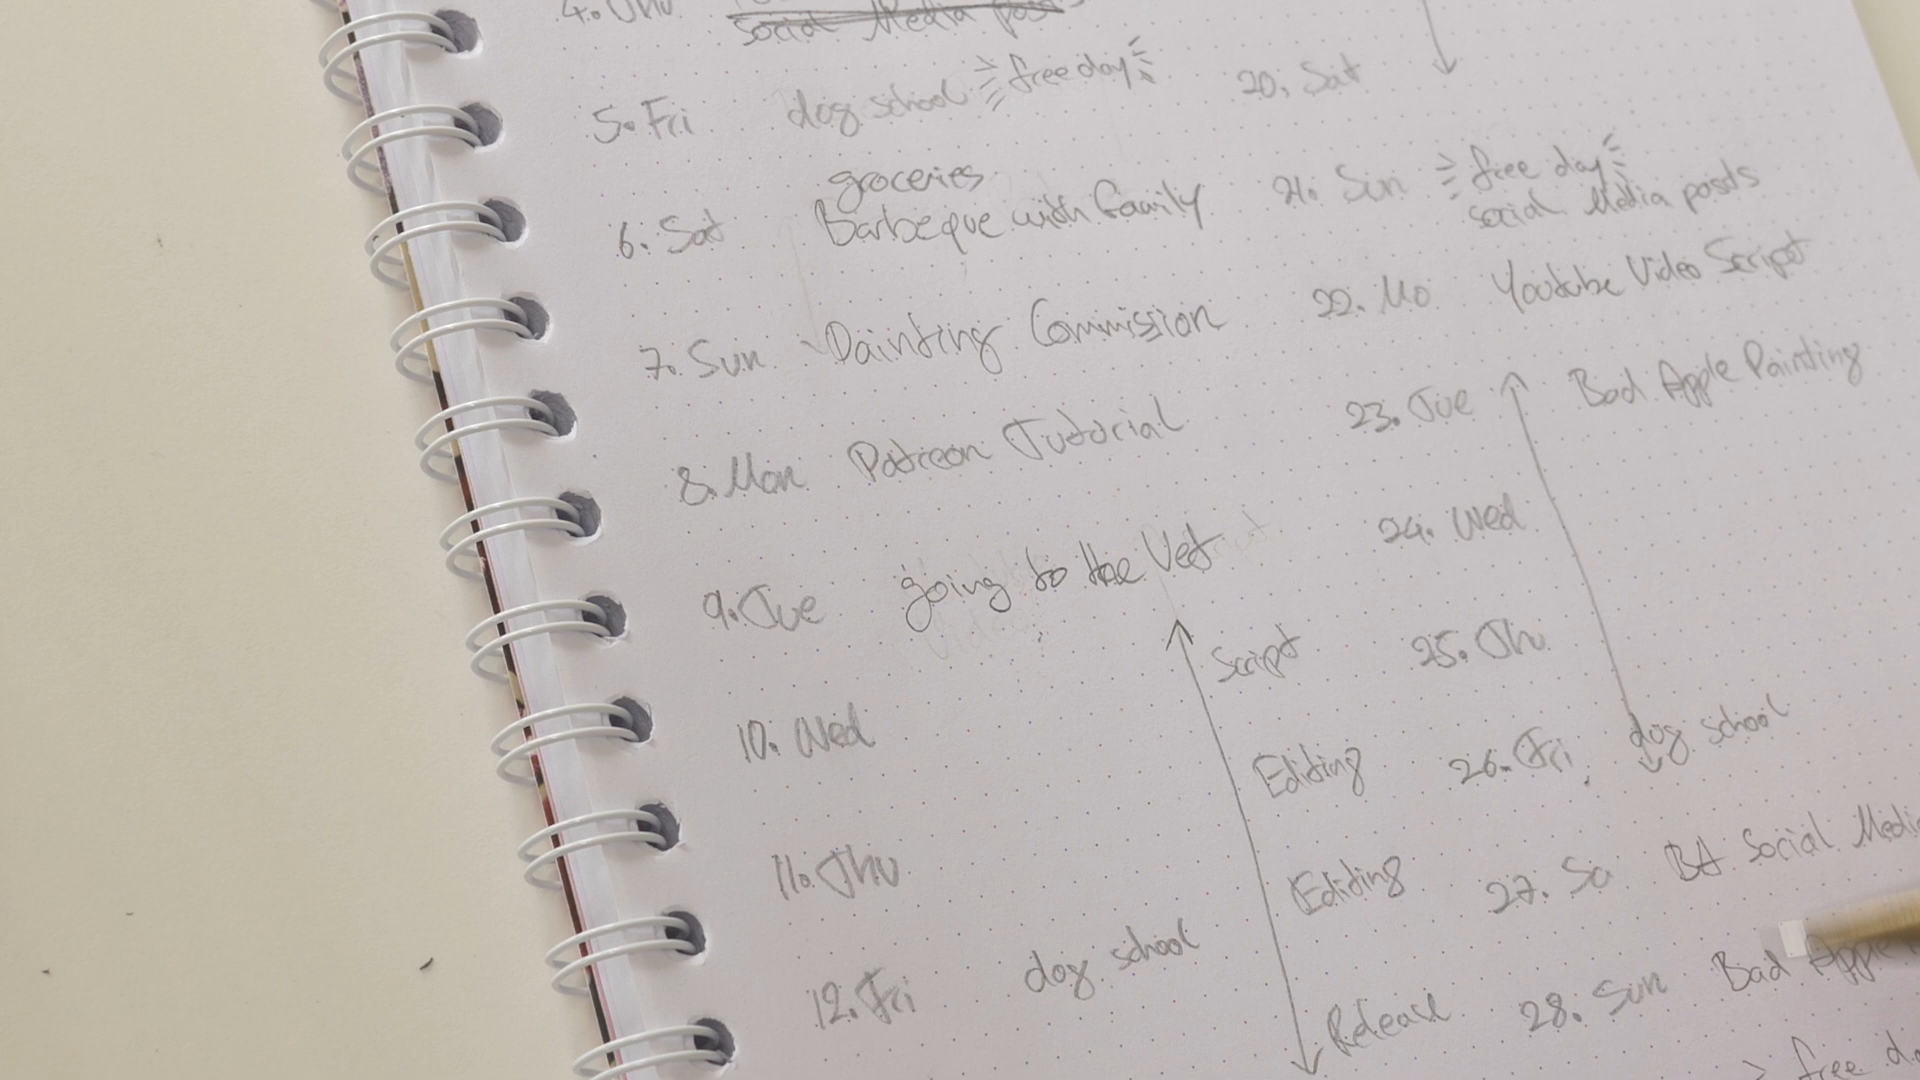 4. Thu
Social Media post
5. Fri dog school free day
groceries
6. Sat Barbeque with family
7. Sun Painting Commission
8. Mon Patreon Tutorial
9. Tue going to the Vet
Script
10. Wed
Editing
11. Thu
Editing
12. Fri dog school
Release
20. Sat
21. Sun free day
social Media posts
22. Mo Youtube Video Script
23. Tue Bad Apple Painting
24. Wed
25. Thu
26. Fri dog school
27. Sa BA Social Media
28. Sun Bad Apple
free